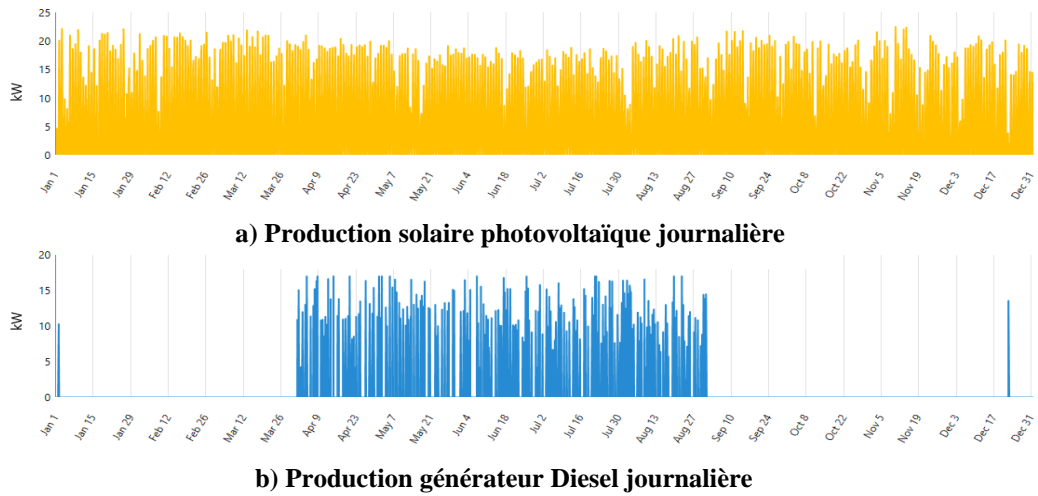 25
20
15
10
5
0
kW
Jan 1 Jan 15 Jan 29 Feb 12 Feb 26 Mar 12 Mar 26 Apr 9 Apr 23 May 7 May 21 Jun 4 Jun 18 Jul 2 Jul 16 Jul 30 Aug 13 Aug 27 Sep 10 Sep 24 Oct 8 Oct 22 Nov 5 Nov 19 Dec 3 Dec 17 Dec 31
a) Production solaire photovoltaïque journalière
20
15
10
5
0
kW
Jan 1 Jan 15 Jan 29 Feb 12 Feb 26 Mar 12 Mar 26 Apr 9 Apr 23 May 7 May 21 Jun 4 Jun 18 Jul 2 Jul 16 Jul 30 Aug 13 Aug 27 Sep 10 Sep 24 Oct 8 Oct 22 Nov 5 Nov 19 Dec 3 Dec 17 Dec 31
b) Production générateur Diesel journalière